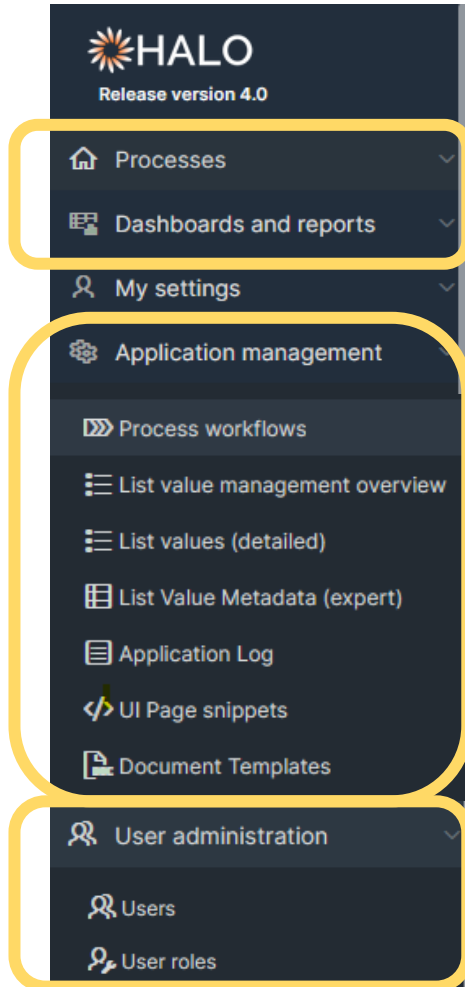 HALO
Release version 4.0
Processes
Dashboards and reports
My settings
Application management
Process workflows
List value management overview
List values (detailed)
List Value Metadata (expert)
Application Log
UI Page snippets
Document Templates
User administration
Users
User roles